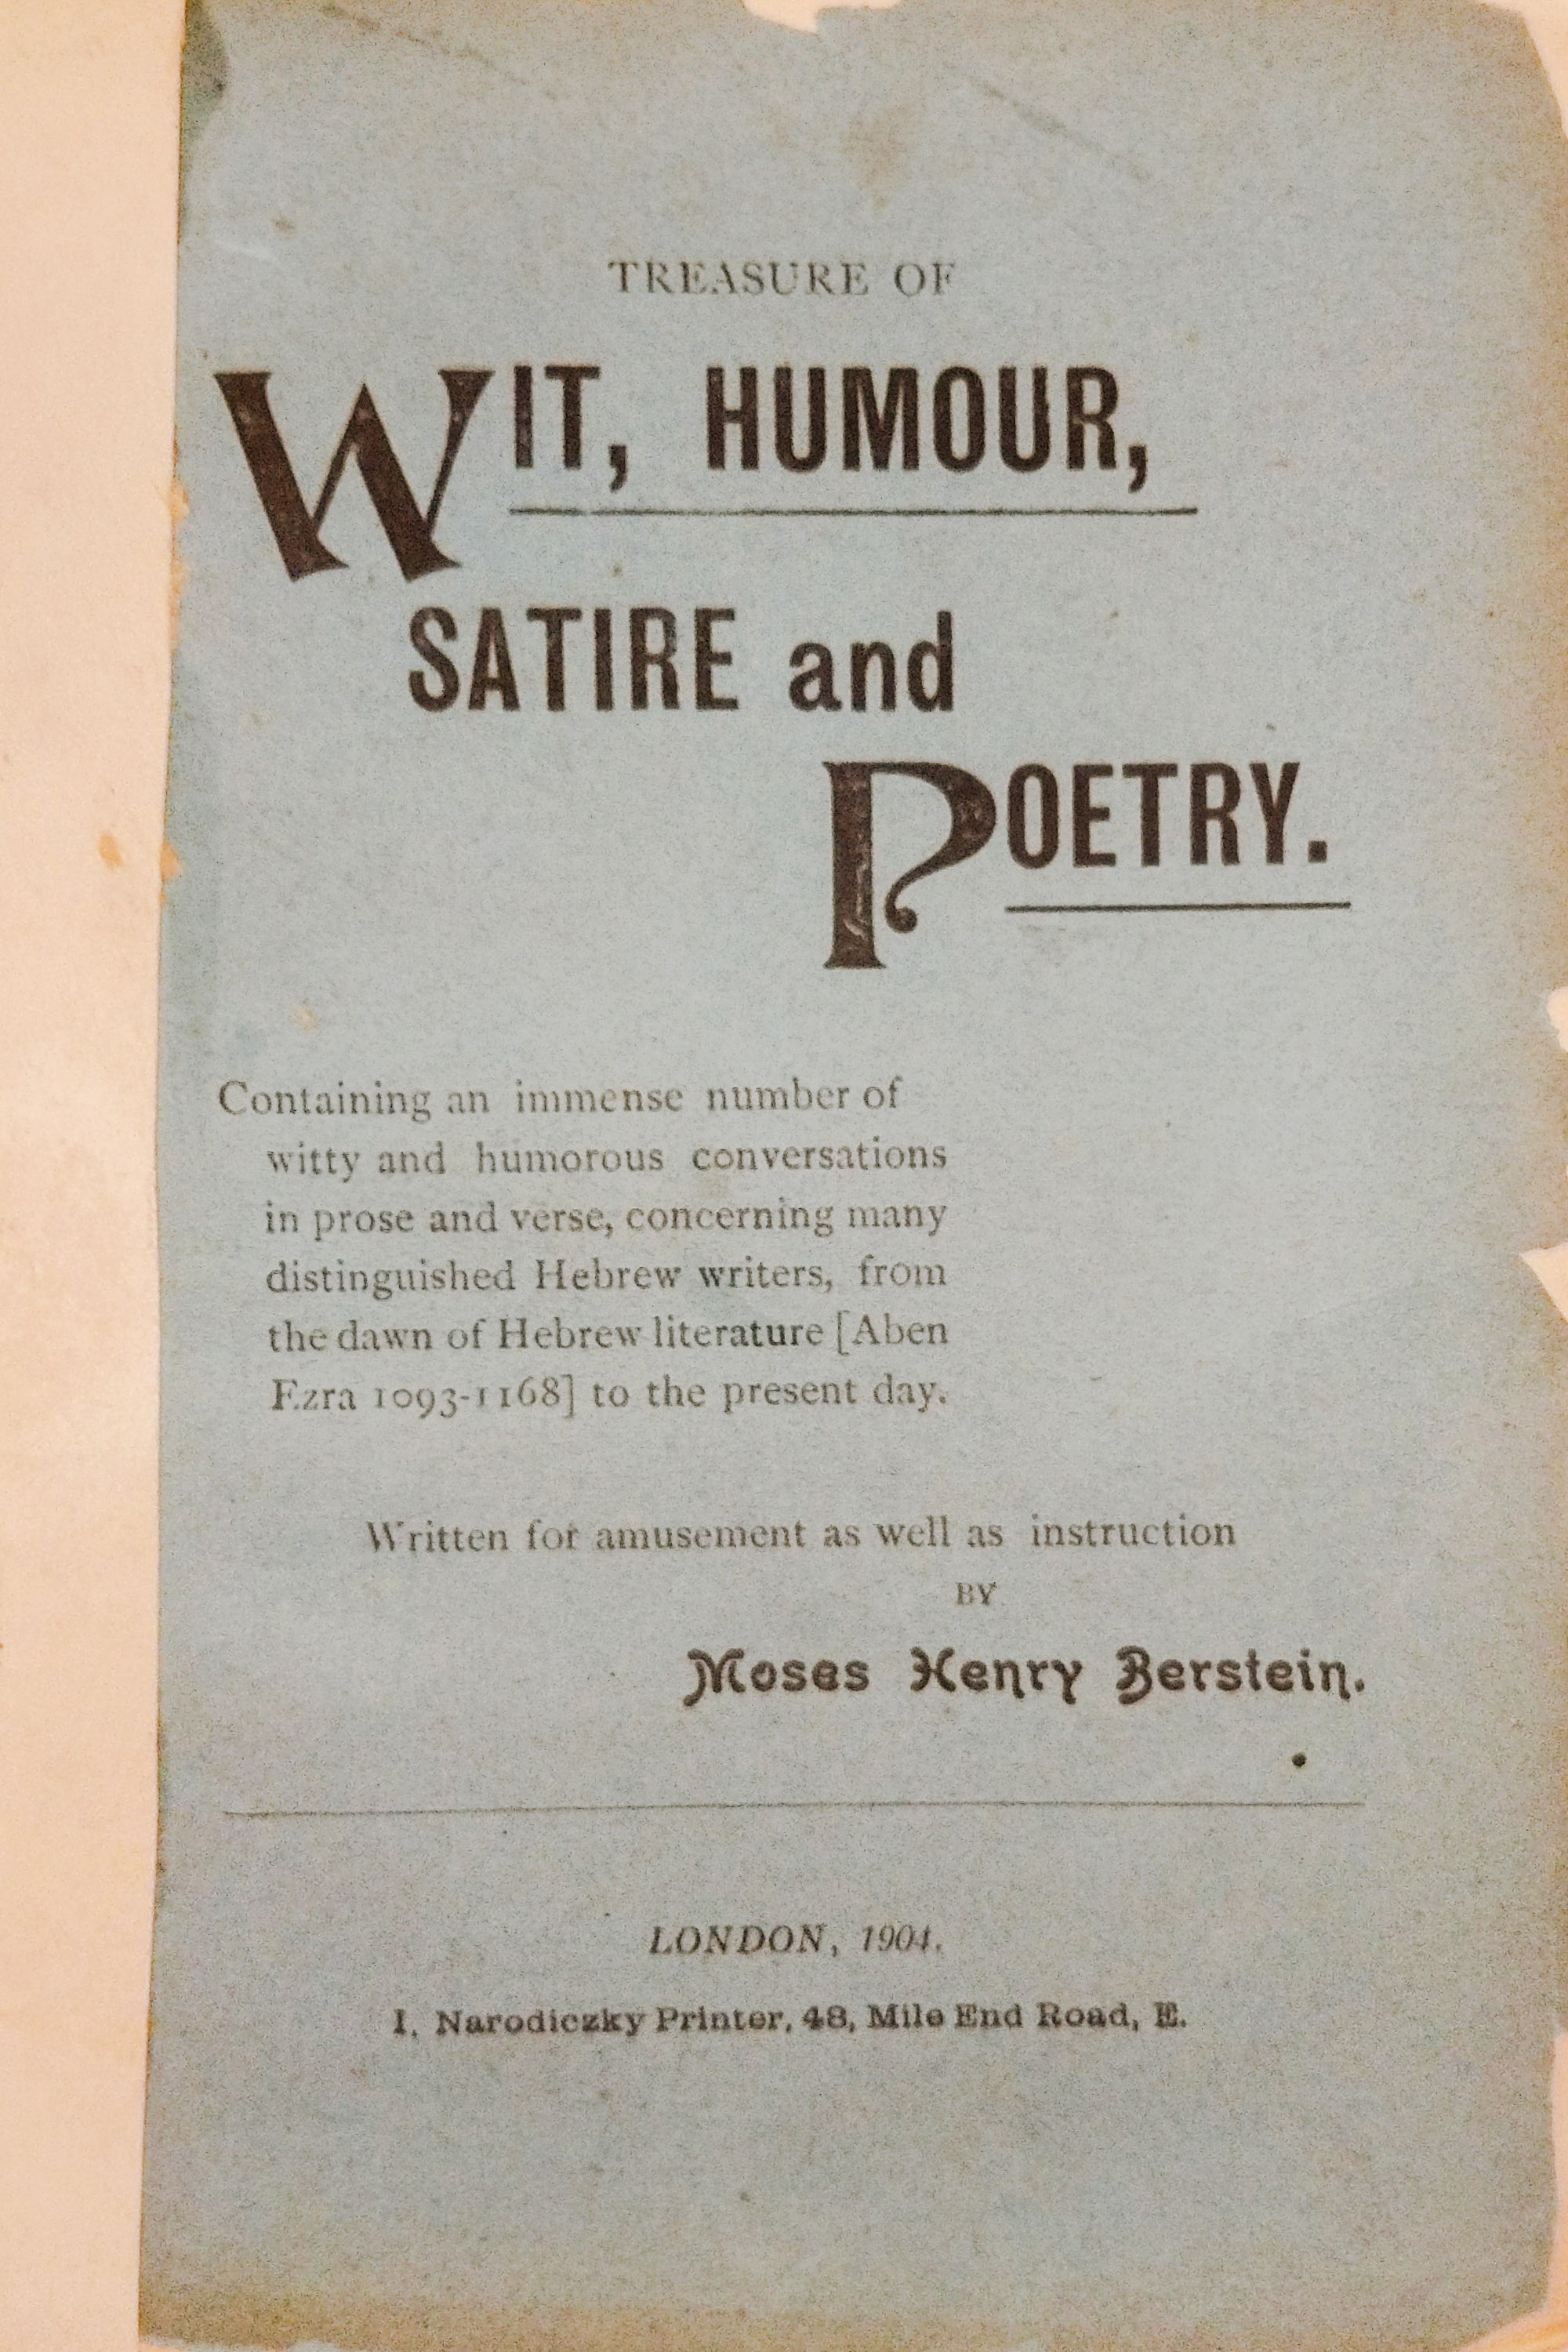 TREASURE OF
WIT, HUMOUR,
SATIRE and
POETRY.
Containing an immense number of
witty and humorous conversations
in prose and verse, concerning many
distinguished Hebrew writers, from
the dawn of Hebrew literature [Aben
Ezra 1093-1168] to the present day.
Written for amusement as well as instruction
BY
Moses Henry Berstein.
LONDON, 1904.
I. Narodiczky Printer, 48, Mile End Road, E.